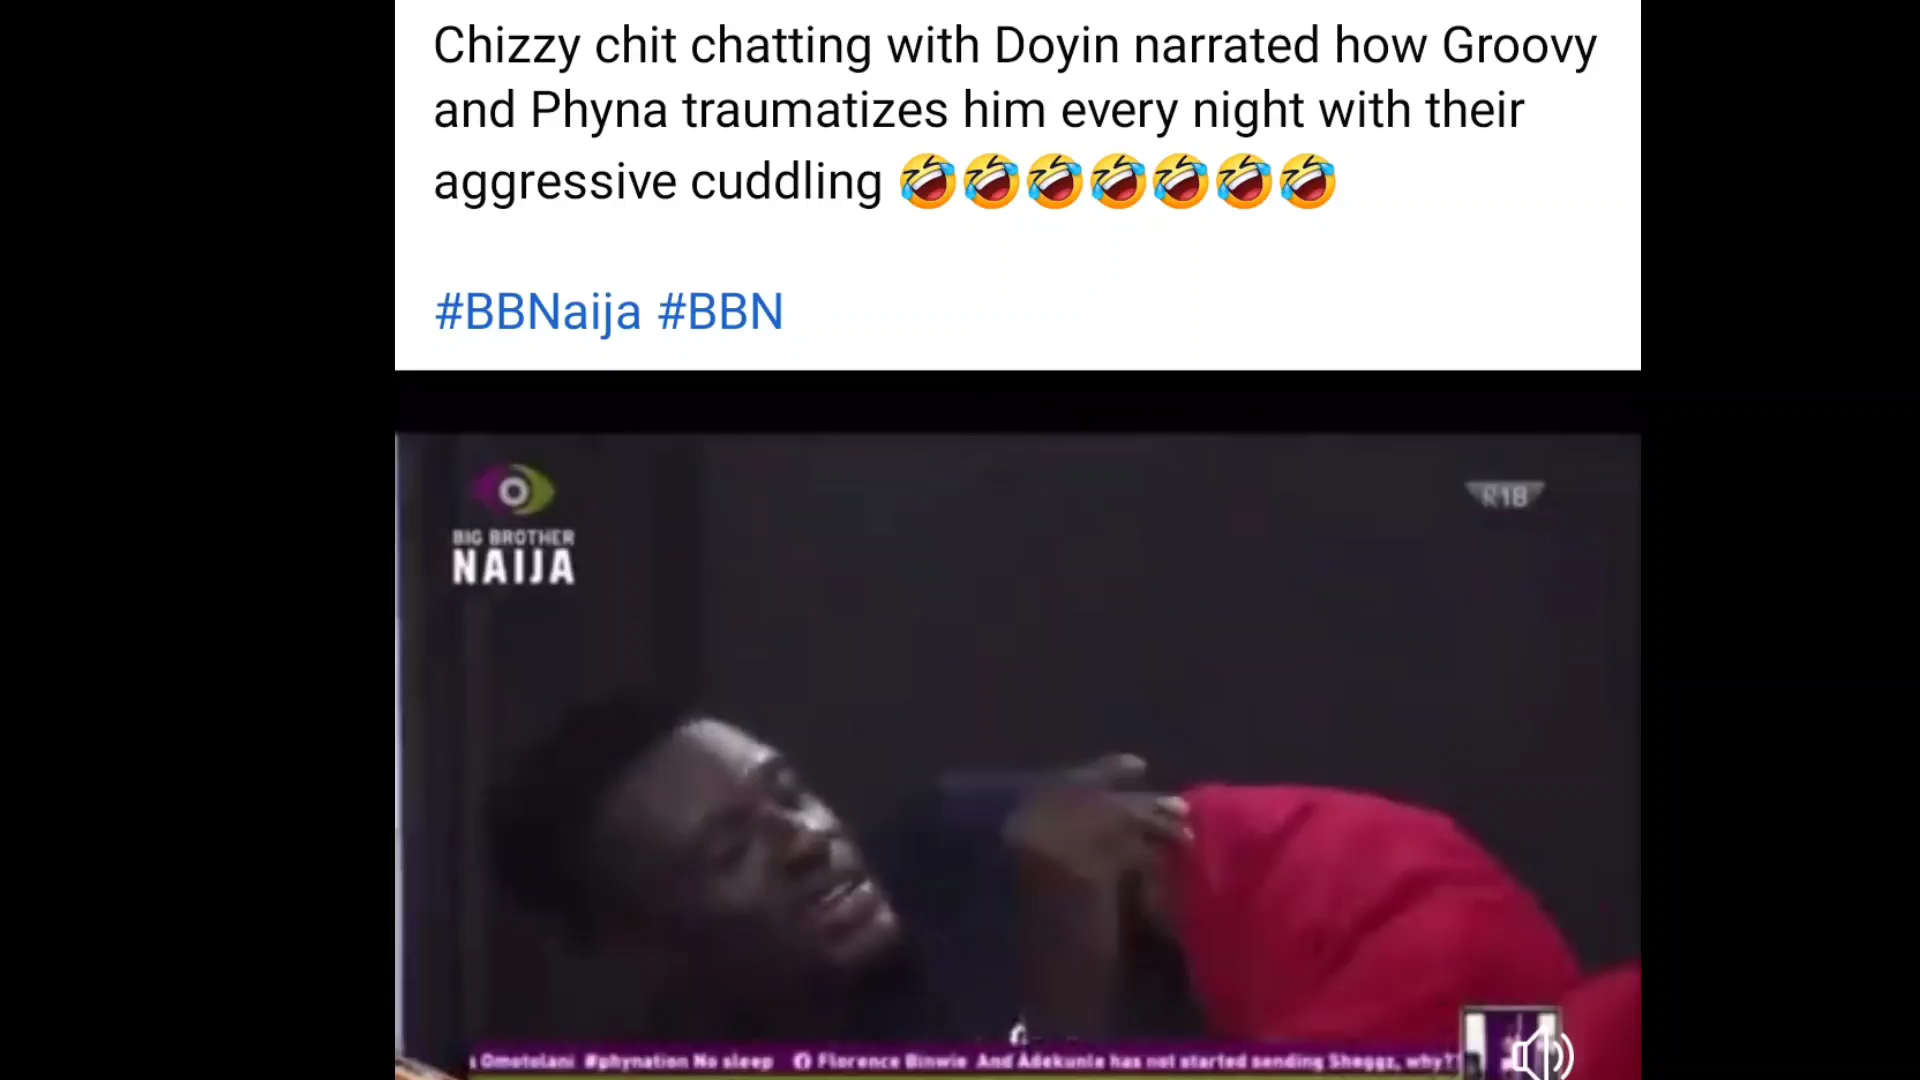 Chizzy chit chatting with Doyin narrated how Groovy
and Phyna traumatizes him every night with their
aggressive cuddling 🤣🤣🤣🤣🤣🤣🤣
#BBNaija #BBN
R18
BIG BROTHER
NAIJA
Omotolani #phynation No sleep Florence Binwie And Adekunle has not started sending Sheggz, why?